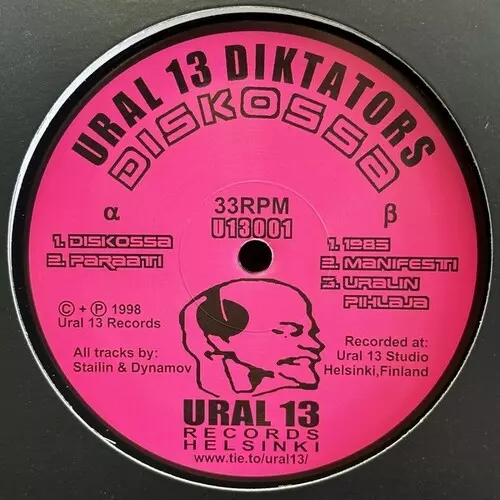 URAL 13 DIKTATORS
DISKOSSA
α
33RPM
U13001
β
1. DISKOSSA
2. PARAATI
1. 1985
2. MANIFESTI
3. URALIN
PIHLAJA
© + ℗ 1998
Ural 13 Records
All tracks by:
Stailin & Dynamov
Recorded at:
Ural 13 Studio
Helsinki,Finland
URAL 13
RECORDS
HELSINKI
www.tie.to/ural13/